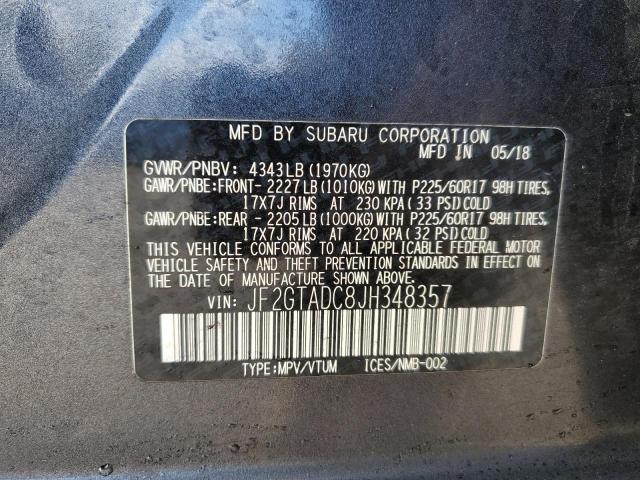 MFD BY SUBARU CORPORATION
MFD IN 05/18
GVWR/PNBV: 4343LB (1970KG)
GAWR/PNBE:FRONT- 2227LB (1010KG) WITH P225/60R17 98H TIRES,
17X7J RIMS AT 230 KPA (33 PSI) COLD
GAWR/PNBE:REAR - 2205LB (1000KG) WITH P225/60R17 98H TIRES,
17X7J RIMS AT 220 KPA (32 PSI) COLD
THIS VEHICLE CONFORMS TO ALL APPLICABLE FEDERAL MOTOR
VEHICLE SAFETY AND THEFT PREVENTION STANDARDS IN EFFECT
ON THE DATE OF MANUFACTURE SHOWN ABOVE.
VIN: JF2GTADC8JH348357
TYPE:MPV/VTUM ICES/NMB-002